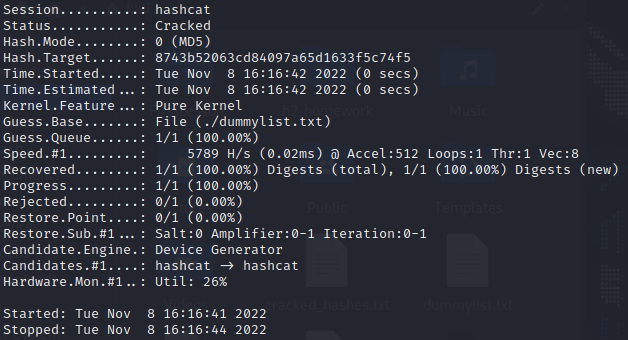 Session..........: hashcat
Status...........: Cracked
Hash.Mode........: 0 (MD5)
Hash.Target......: 8743b52063cd84097a65d1633f5c74f5
Time.Started.....: Tue Nov  8 16:16:42 2022 (0 secs)
Time.Estimated...: Tue Nov  8 16:16:42 2022 (0 secs)
Kernel.Feature...: Pure Kernel
Guess.Base.......: File (./dummylist.txt)
Guess.Queue......: 1/1 (100.00%)
Speed.#1.........:     5789 H/s (0.02ms) @ Accel:512 Loops:1 Thr:1 Vec:8
Recovered........: 1/1 (100.00%) Digests (total), 1/1 (100.00%) Digests (new)
Progress.........: 1/1 (100.00%)
Rejected.........: 0/1 (0.00%)
Restore.Point....: 0/1 (0.00%)
Restore.Sub.#1...: Salt:0 Amplifier:0-1 Iteration:0-1
Candidate.Engine.: Device Generator
Candidates.#1....: hashcat -> hashcat
Hardware.Mon.#1..: Util: 26%
Started: Tue Nov  8 16:16:41 2022
Stopped: Tue Nov  8 16:16:44 2022
Music
Public
Templates
Videos
cracked_hashes.txt
dummylist.txt